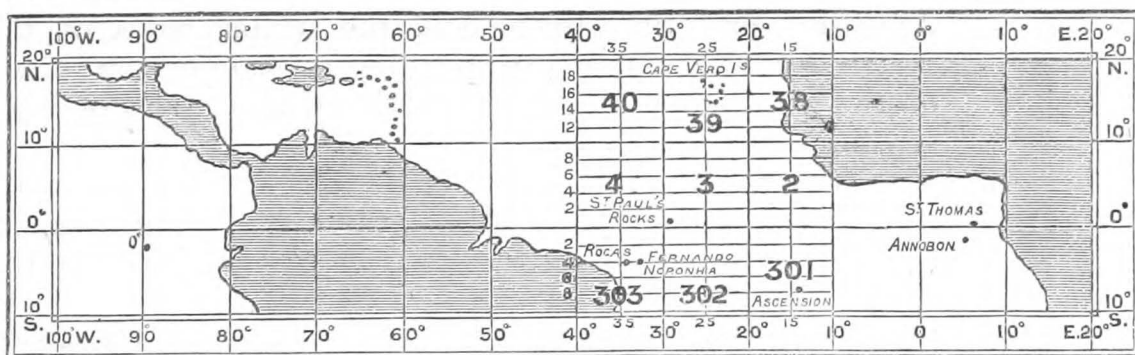 100°W. 90° 80° 70° 60° 50° 40° 30° 20° 10° 0° 10° E.20°
35 25 15
20° N. 20° N.
CAPE VERD IS
18
16
40 38
14
39
12
10° 10°
8
6
4 3 2
4
ST PAUL'S
2
ROCKS
ST THOMAS
0° 0° 0°
ANNOBON
2
ROCAS FERNANDO
4
NORONHA
301
6
8
303 302
ASCENSION
10° S. 10° S.
35 25 15
100°W. 90° 80° 70° 60° 50° 40° 30° 20° 10° 0° 10° E.20°